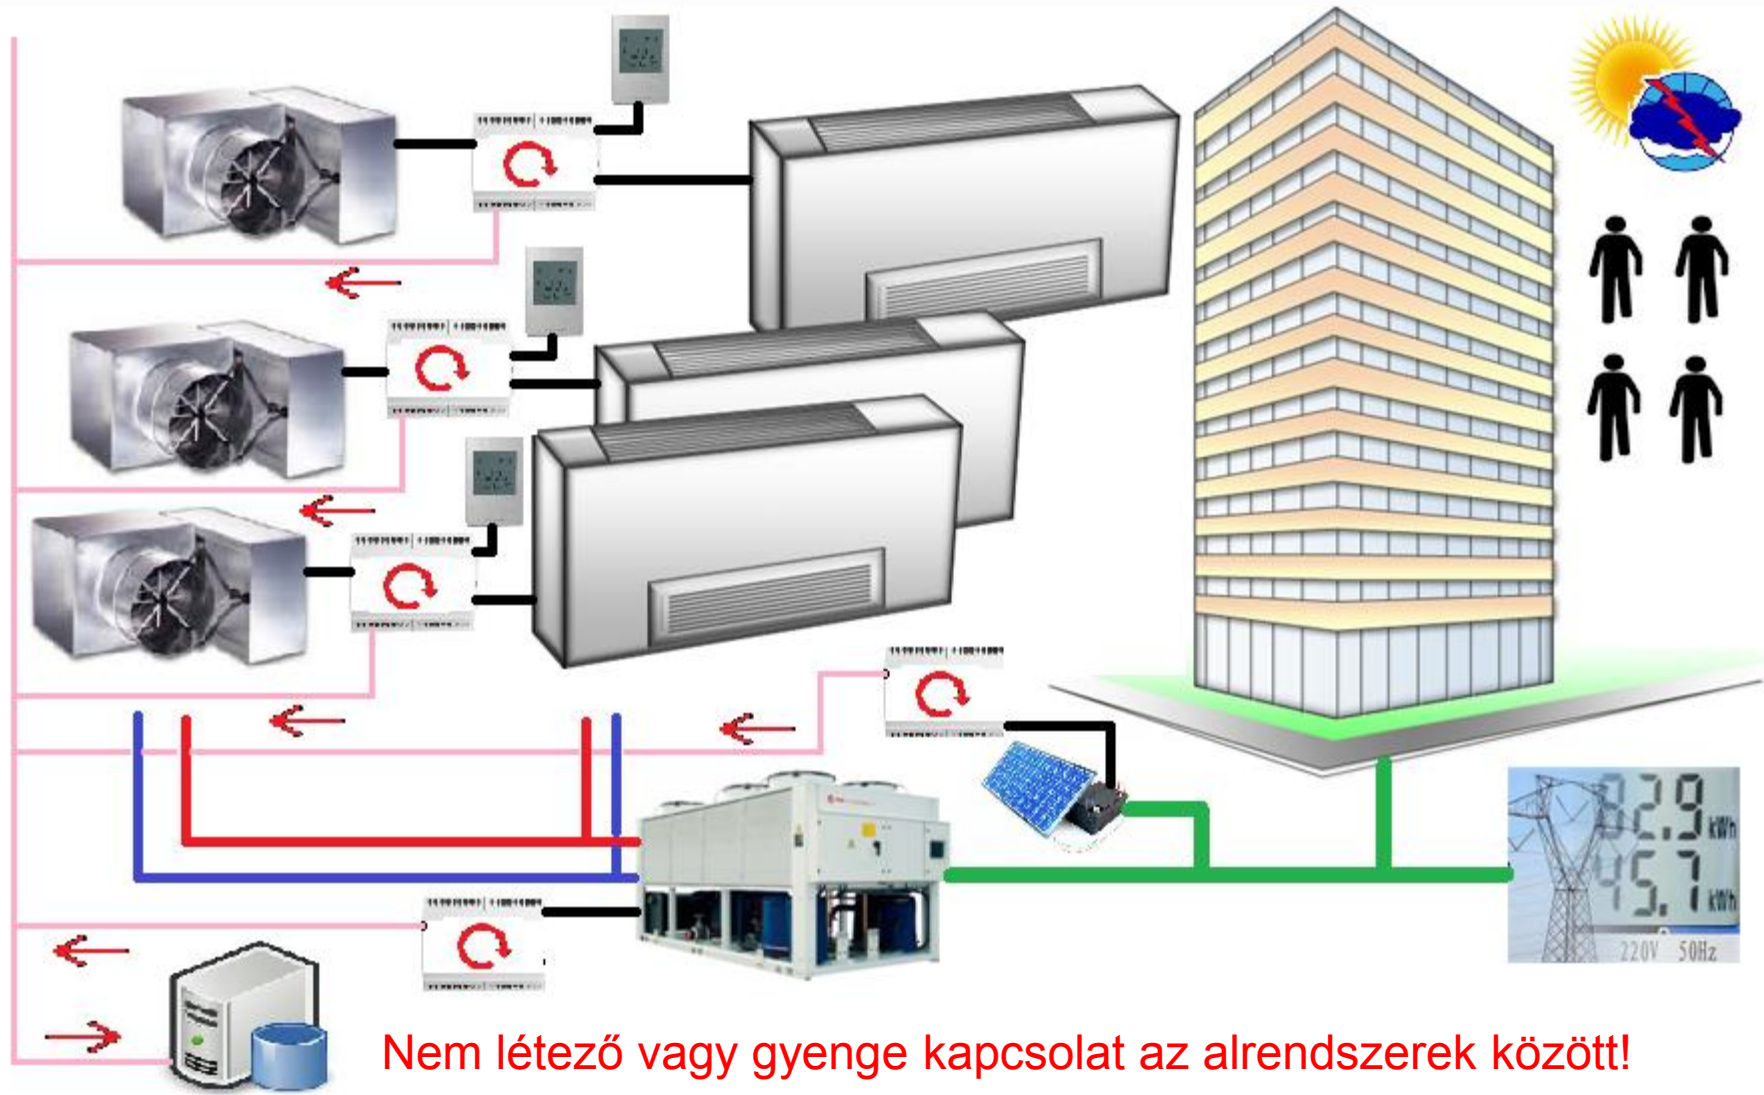 82.9 kWh
45.7 kWh
220V 50Hz
Nem létező vagy gyenge kapcsolat az alrendszerek között!